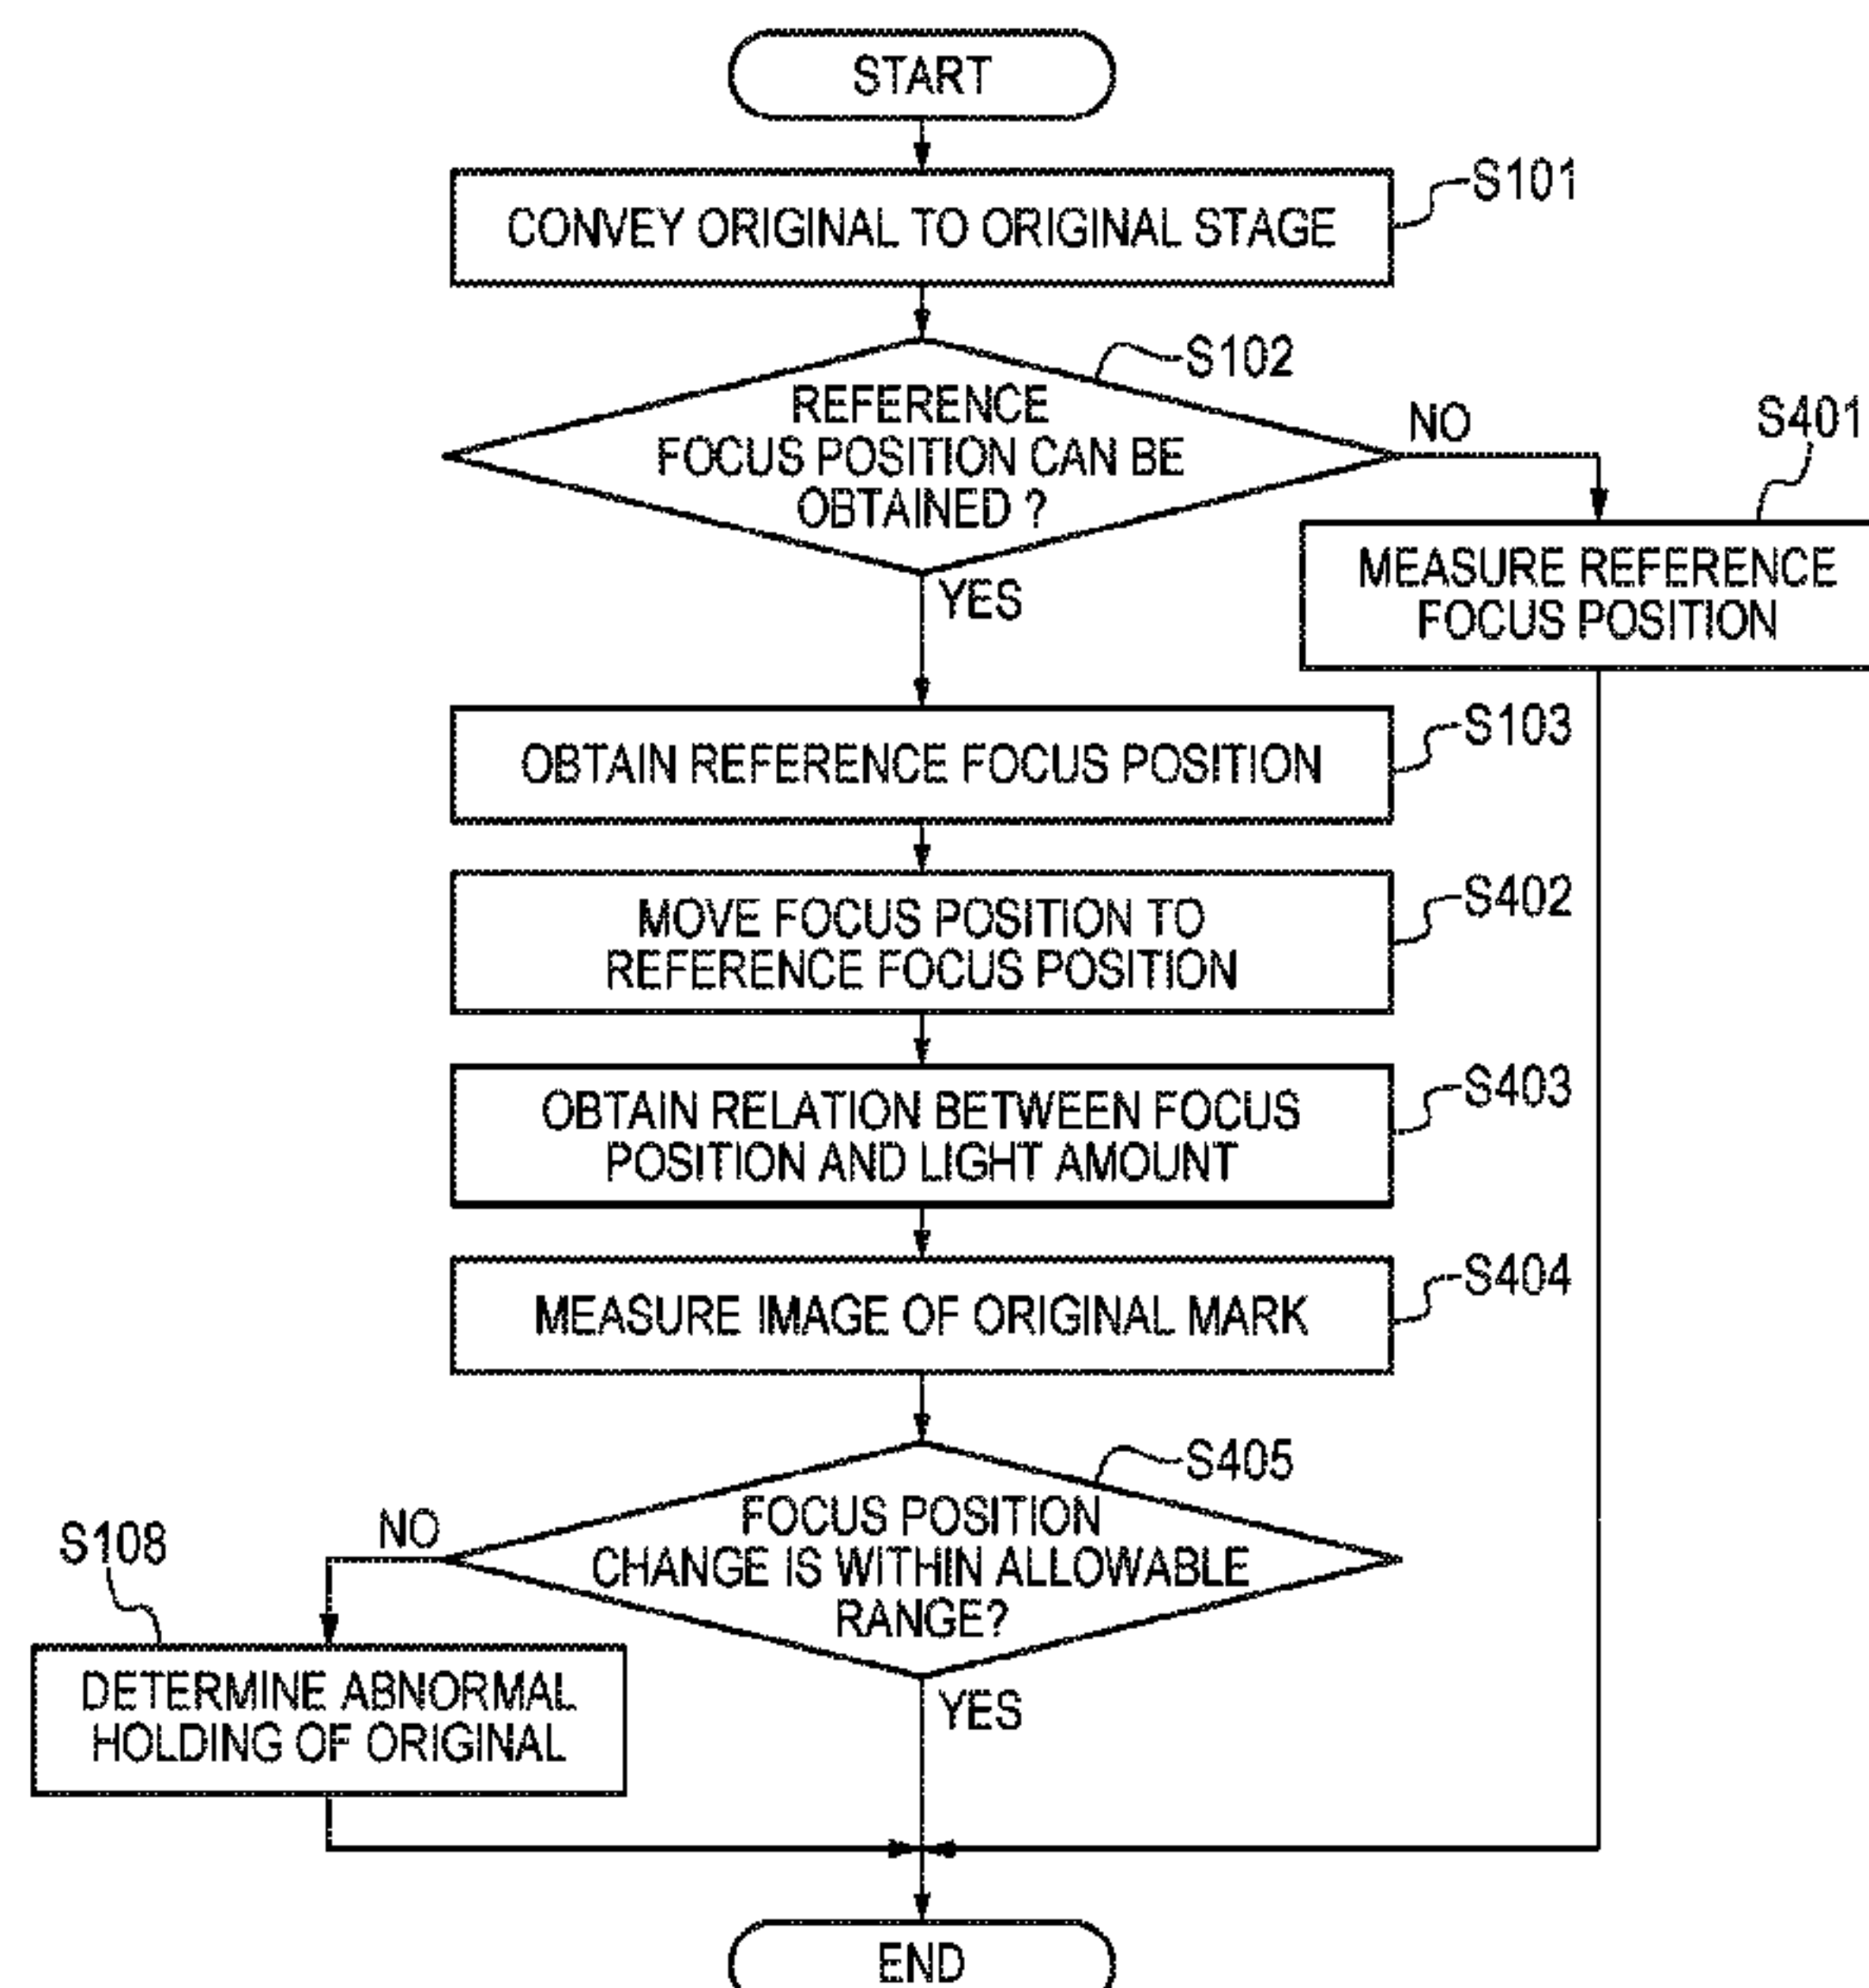 START
CONVEY ORIGINAL TO ORIGINAL STAGE
S101
S102
REFERENCE
FOCUS POSITION CAN BE
OBTAINED ?
NO
S401
MEASURE REFERENCE
FOCUS POSITION
YES
OBTAIN REFERENCE FOCUS POSITION
S103
MOVE FOCUS POSITION TO
REFERENCE FOCUS POSITION
S402
OBTAIN RELATION BETWEEN FOCUS
POSITION AND LIGHT AMOUNT
S403
MEASURE IMAGE OF ORIGINAL MARK
S404
S405
FOCUS POSITION
CHANGE IS WITHIN ALLOWABLE
RANGE?
NO
S108
DETERMINE ABNORMAL
HOLDING OF ORIGINAL
YES
END